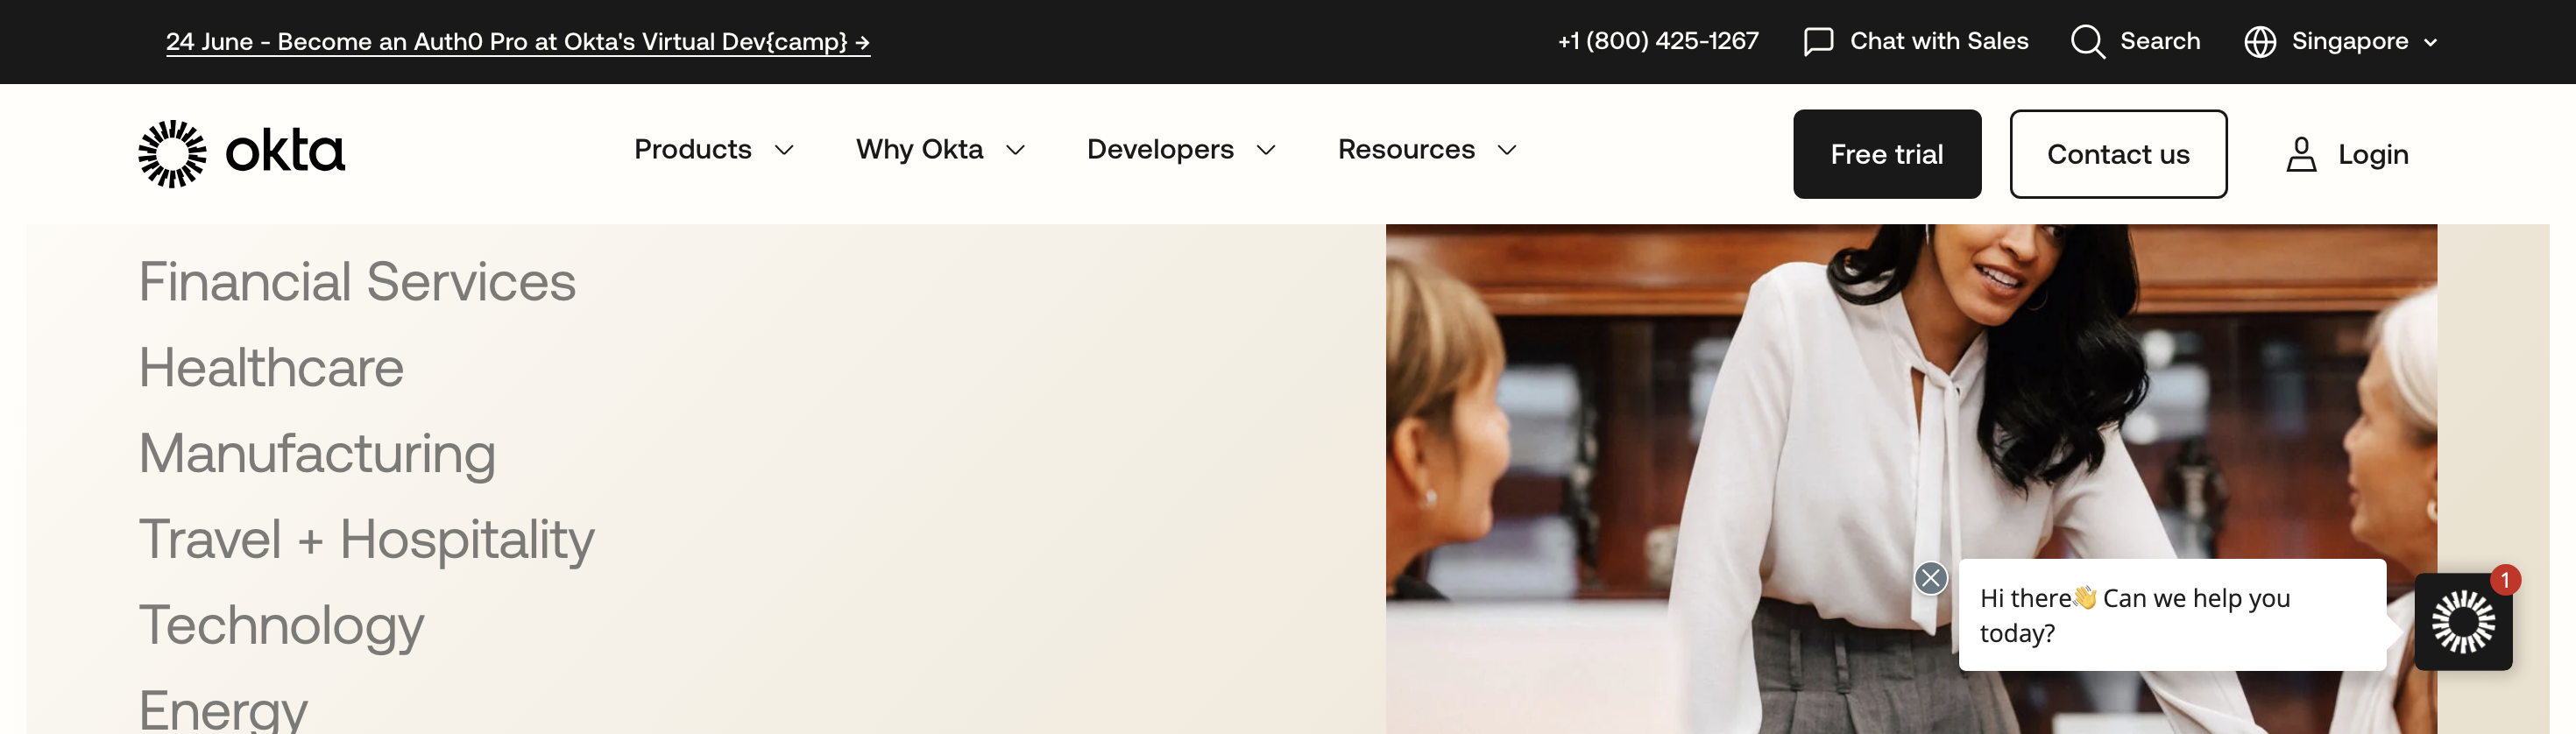 24 June - Become an Auth0 Pro at Okta's Virtual Dev{camp} →
+1 (800) 425-1267
Chat with Sales
Search
Singapore
okta
Products
Why Okta
Developers
Resources
Free trial
Contact us
Login
Financial Services
Healthcare
Manufacturing
Travel + Hospitality
Technology
Energy
Hi there👋 Can we help you
today?
1